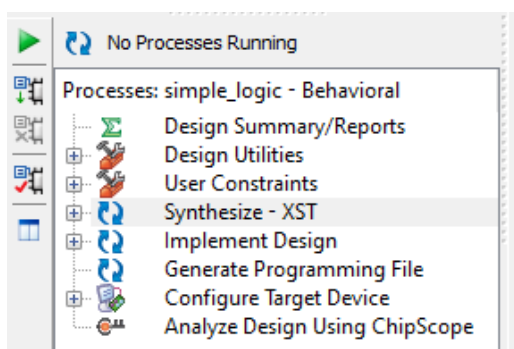 No Processes Running
Processes: simple_logic - Behavioral
Design Summary/Reports
Design Utilities
User Constraints
Synthesize - XST
Implement Design
Generate Programming File
Configure Target Device
Analyze Design Using ChipScope